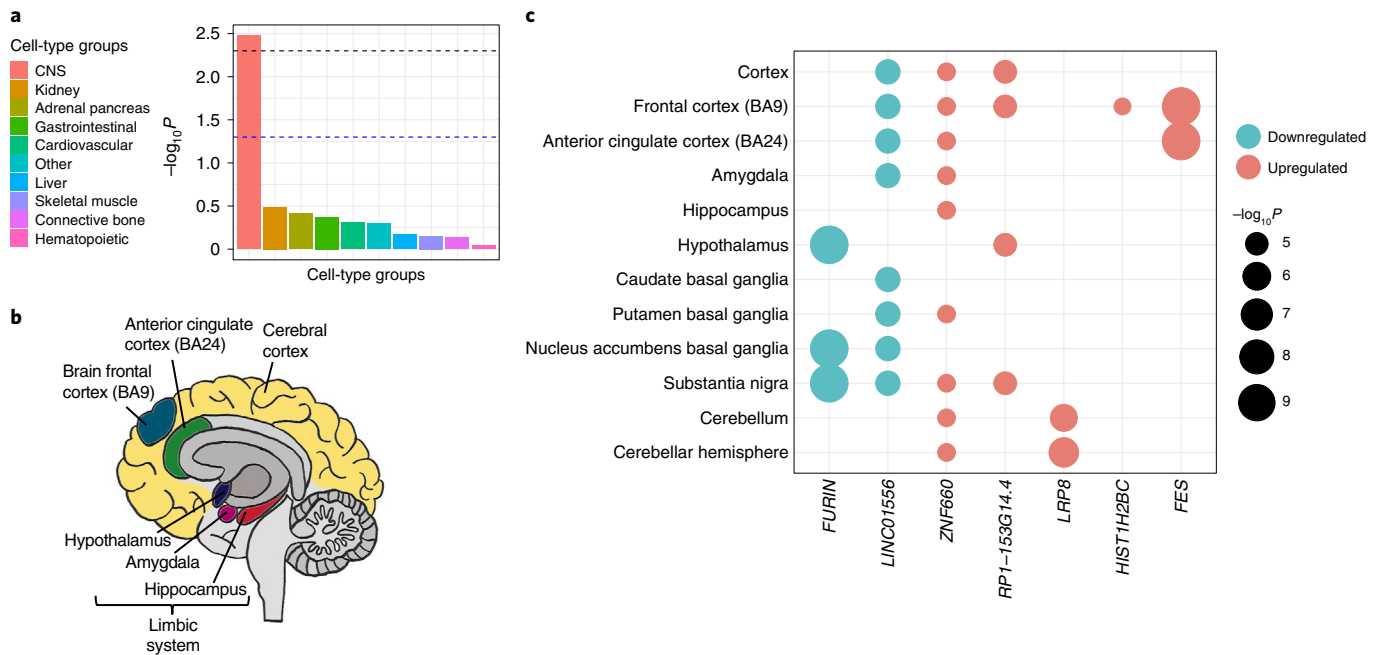 a
Cell-type groups
CNS
Kidney
Adrenal pancreas
Gastrointestinal
Cardiovascular
Other
Liver
Skeletal muscle
Connective bone
Hematopoietic
–log10P
2.5
2.0
1.5
1.0
0.5
0
Cell-type groups
b
Anterior cingulate
cortex (BA24)
Cerebral
cortex
Brain frontal
cortex (BA9)
Hypothalamus
Amygdala
Hippocampus
Limbic
system
c
Cortex
Frontal cortex (BA9)
Anterior cingulate cortex (BA24)
Amygdala
Hippocampus
Hypothalamus
Caudate basal ganglia
Putamen basal ganglia
Nucleus accumbens basal ganglia
Substantia nigra
Cerebellum
Cerebellar hemisphere
FURIN
LINC01556
ZNF660
RP1–153G14.4
LRP8
HIST1H2BC
FES
Downregulated
Upregulated
–log10P
5
6
7
8
9